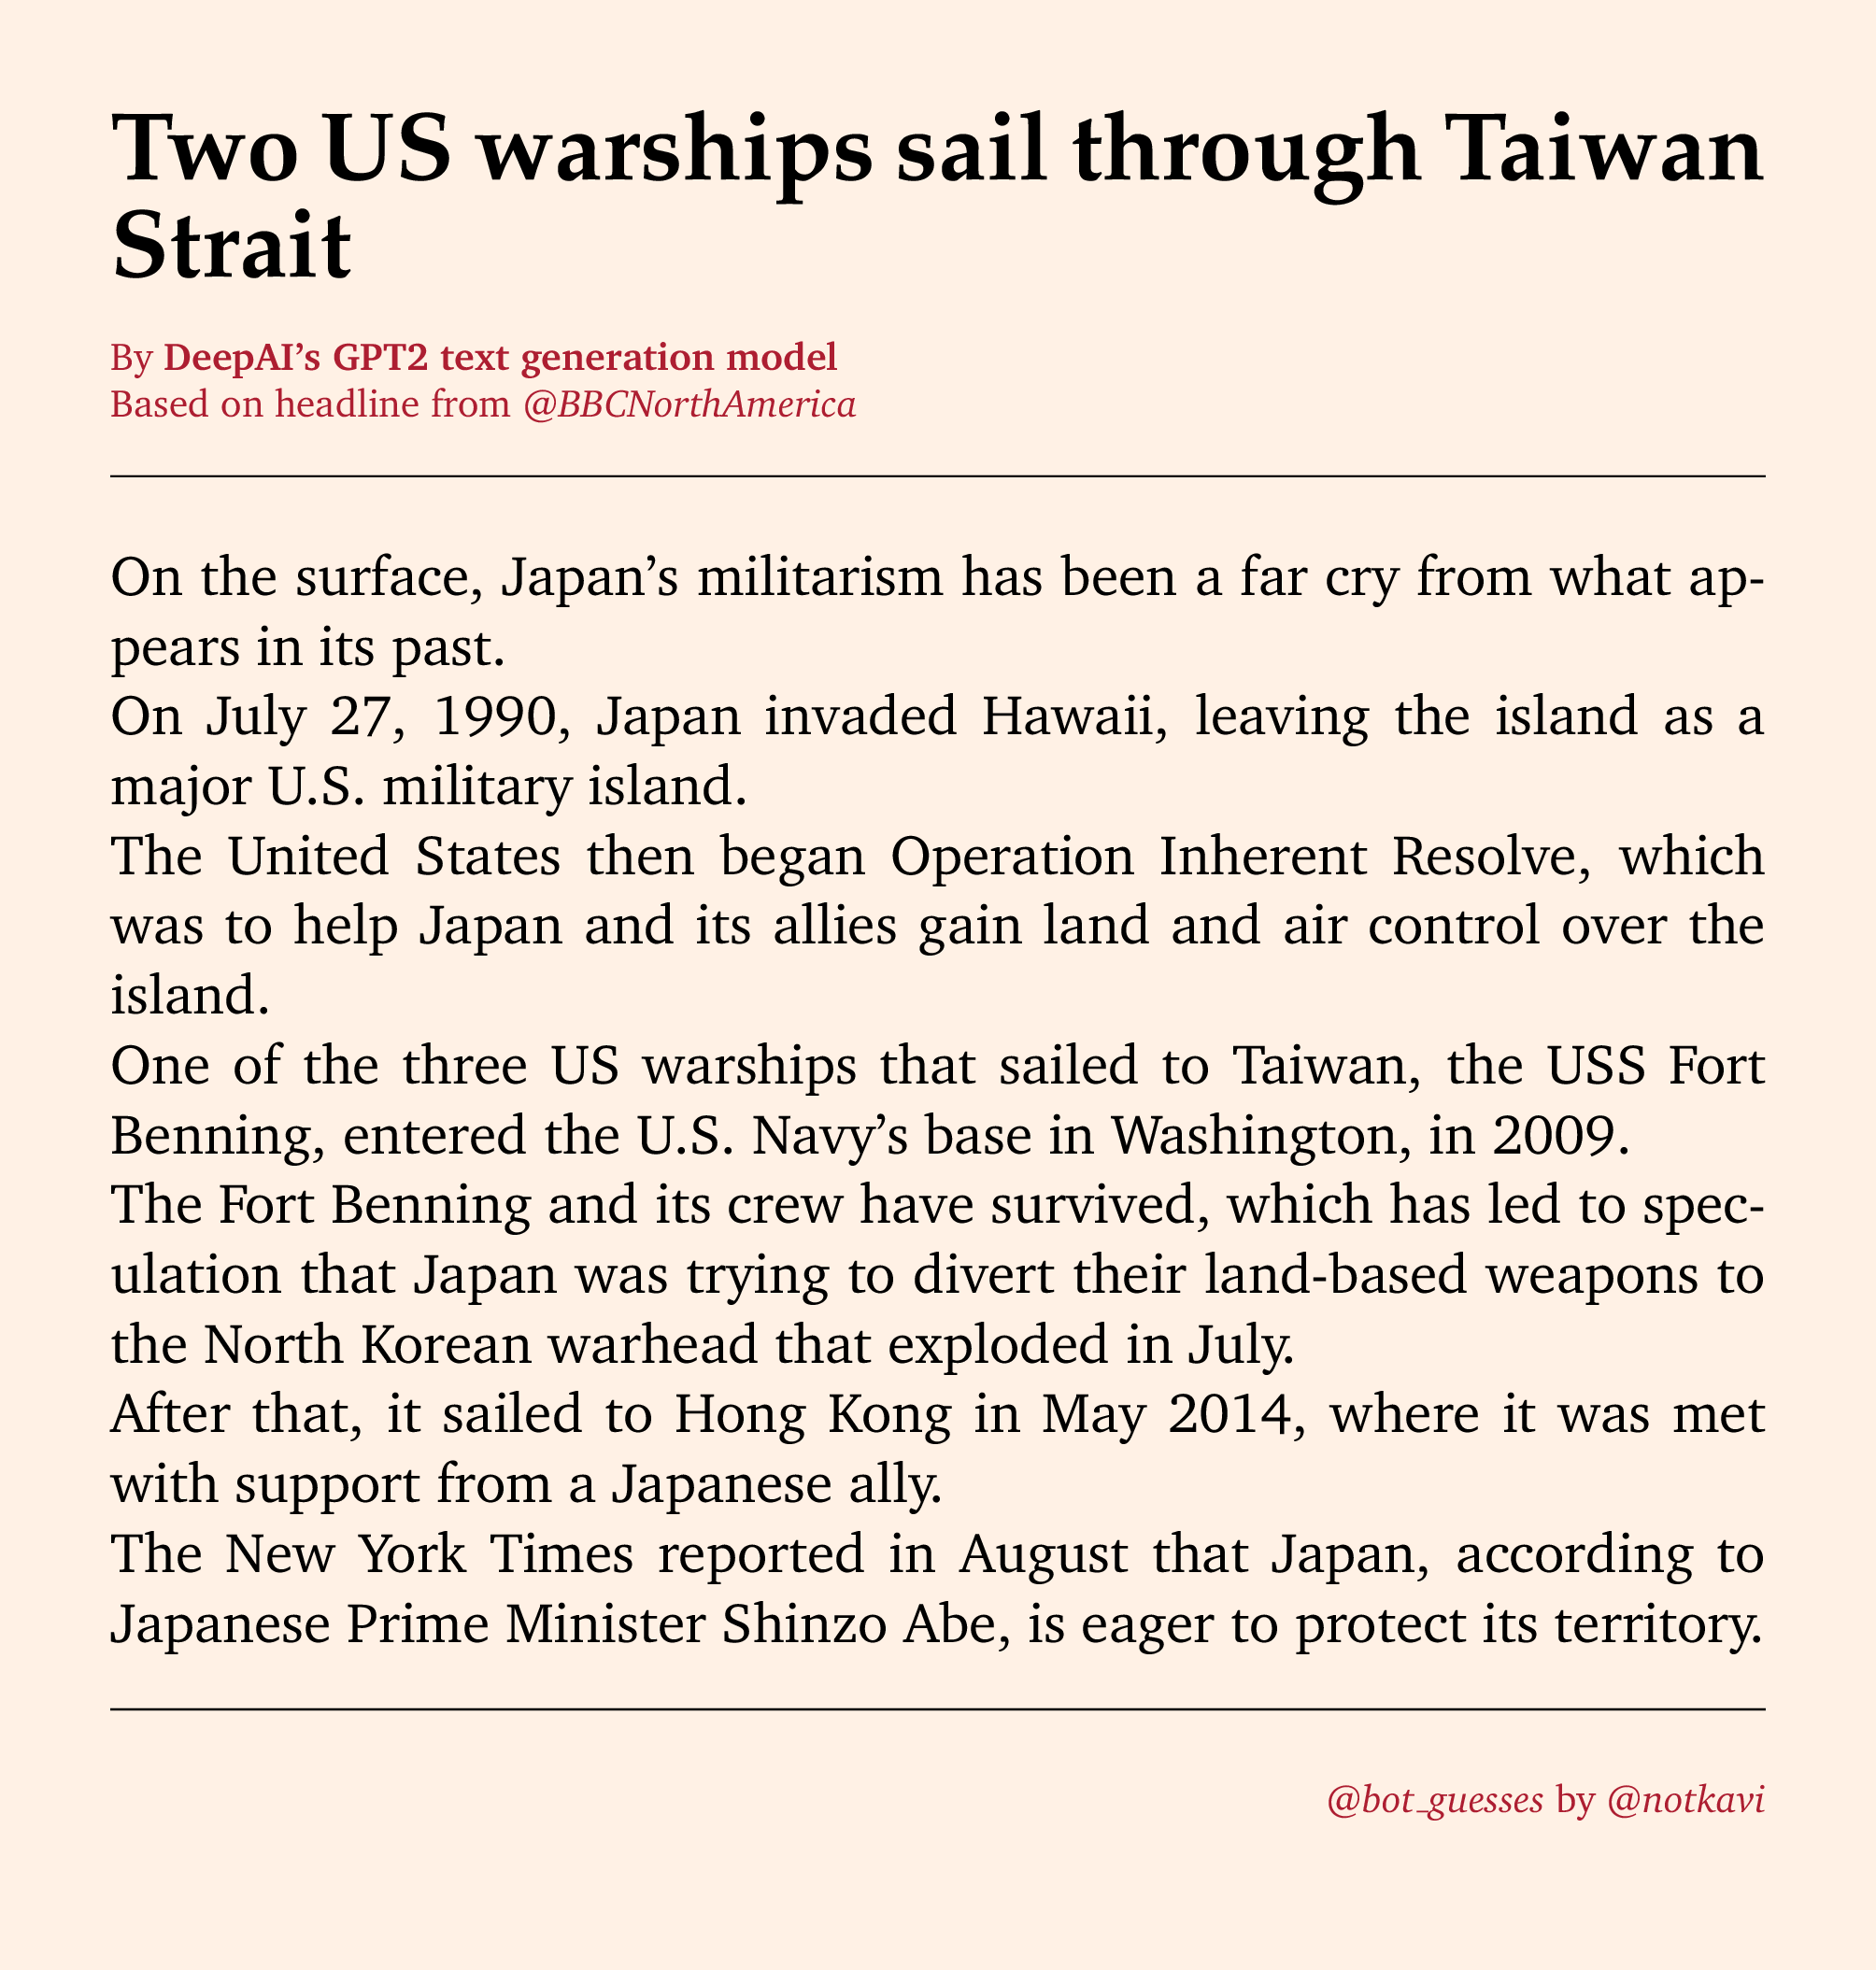 Two US warships sail through Taiwan
Strait
By DeepAI’s GPT2 text generation model
Based on headline from @BBCNorthAmerica
On the surface, Japan’s militarism has been a far cry from what ap-
pears in its past.
On July 27, 1990, Japan invaded Hawaii, leaving the island as a
major U.S. military island.
The United States then began Operation Inherent Resolve, which
was to help Japan and its allies gain land and air control over the
island.
One of the three US warships that sailed to Taiwan, the USS Fort
Benning, entered the U.S. Navy’s base in Washington, in 2009.
The Fort Benning and its crew have survived, which has led to spec-
ulation that Japan was trying to divert their land-based weapons to
the North Korean warhead that exploded in July.
After that, it sailed to Hong Kong in May 2014, where it was met
with support from a Japanese ally.
The New York Times reported in August that Japan, according to
Japanese Prime Minister Shinzo Abe, is eager to protect its territory.
@bot_guesses by @notkavi